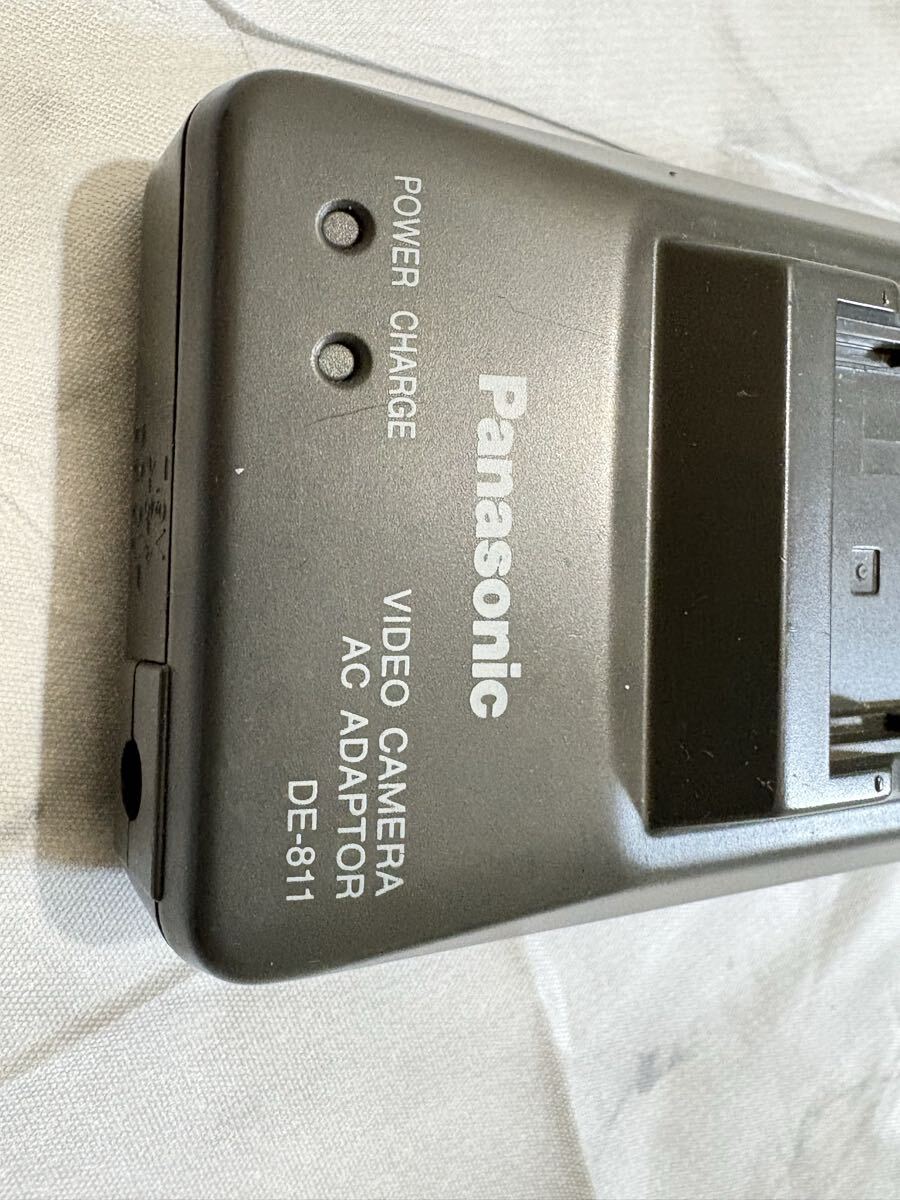 POWER CHARGE
Panasonic
VIDEO CAMERA
AC ADAPTOR
DE-811